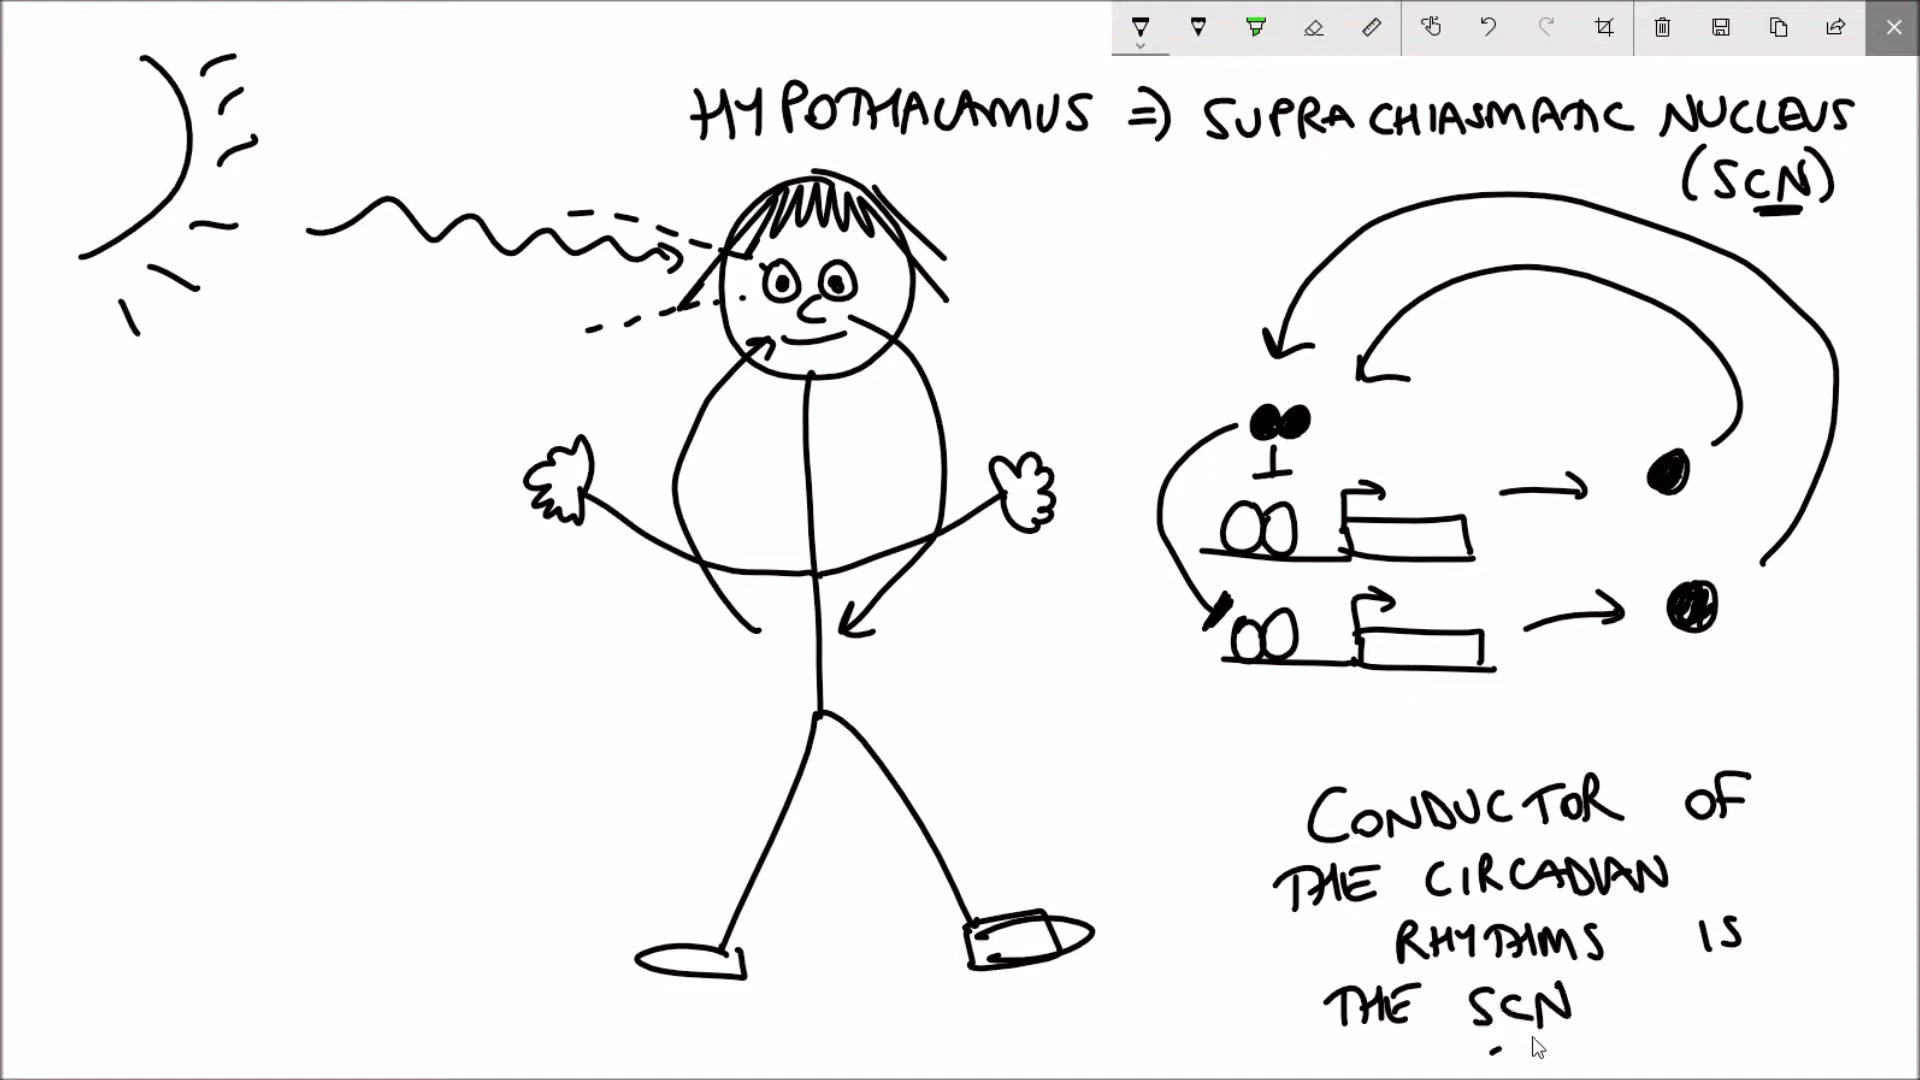 HYPOTHALAMUS => SUPRACHIASMATIC NUCLEUS
(SCN)
CONDUCTOR OF
THE CIRCADIAN
RHYTHMS IS
THE SCN